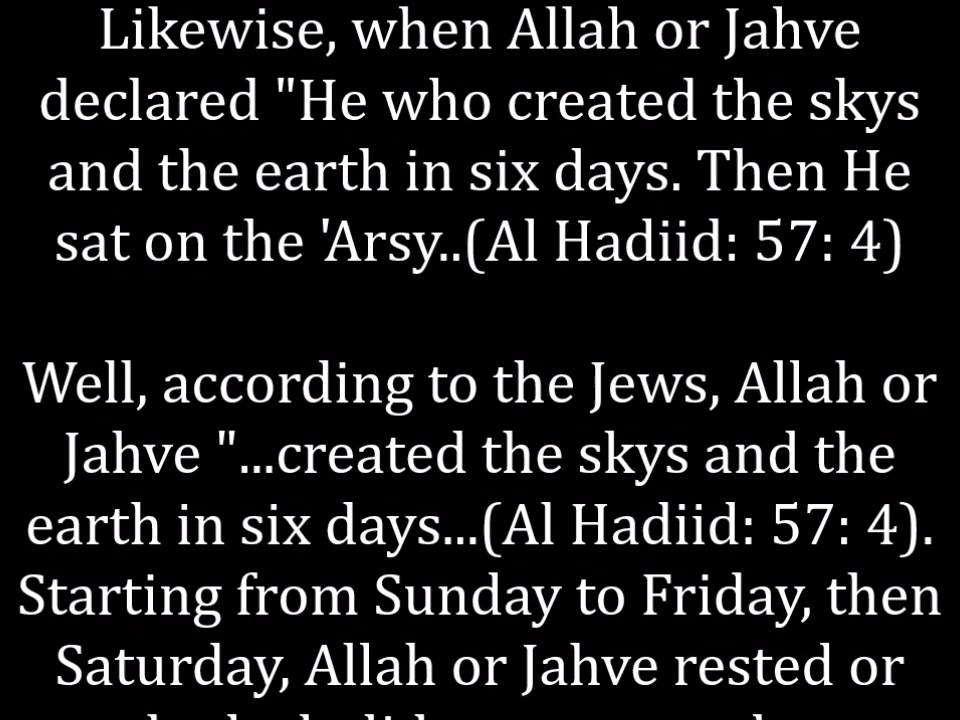 Likewise, when Allah or Jahve
declared "He who created the skys
and the earth in six days. Then He
sat on the 'Arsy..(Al Hadiid: 57: 4)
Well, according to the Jews, Allah or
Jahve "...created the skys and the
earth in six days...(Al Hadiid: 57: 4).
Starting from Sunday to Friday, then
Saturday, Allah or Jahve rested or